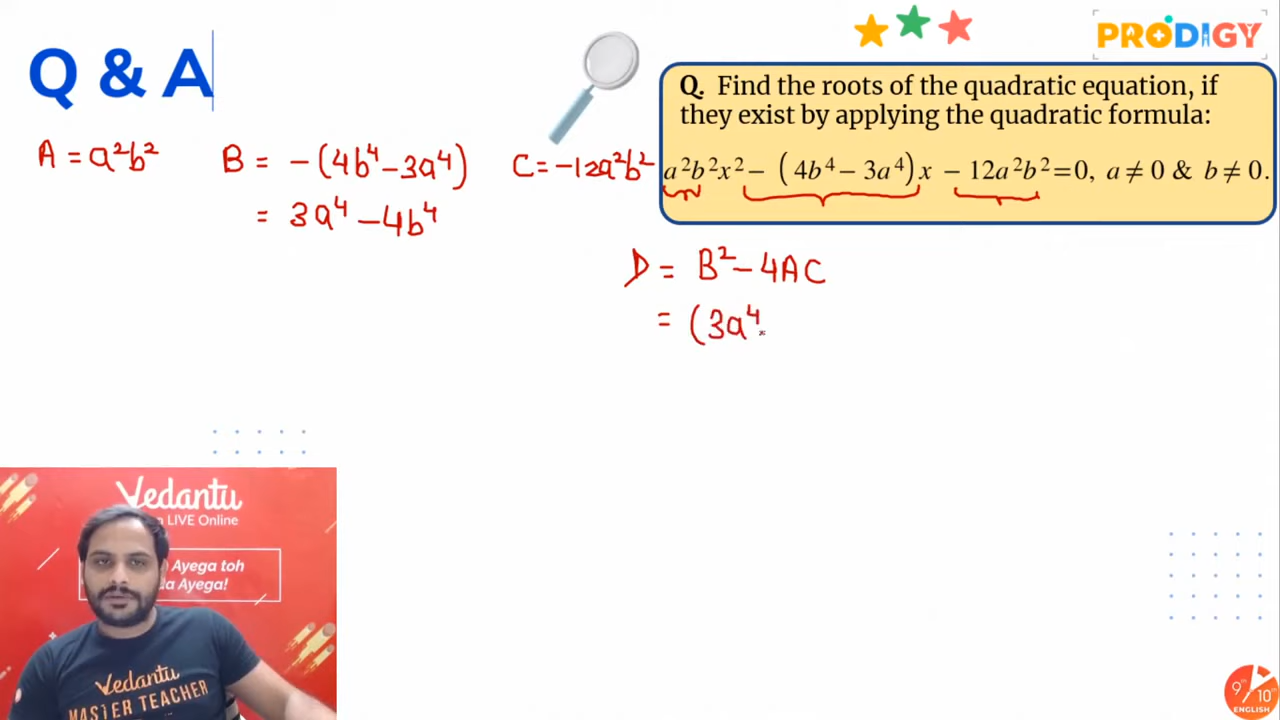 Q & A
PRODIGY
Q. Find the roots of the quadratic equation, if
they exist by applying the quadratic formula:
a²b²x² − (4b⁴ − 3a⁴)x − 12a²b²=0, a ≠ 0 & b ≠ 0.
A = a²b² B = −(4b⁴−3a⁴) C = −12a²b²
= 3a⁴ −4b⁴
D = B² − 4AC
= (3a⁴
Vedantu
LIVE Online
Ayega toh
Ayega!
Vedantu
MASTER TEACHER
9ᵗʰ 10ᵗʰ
ENGLISH